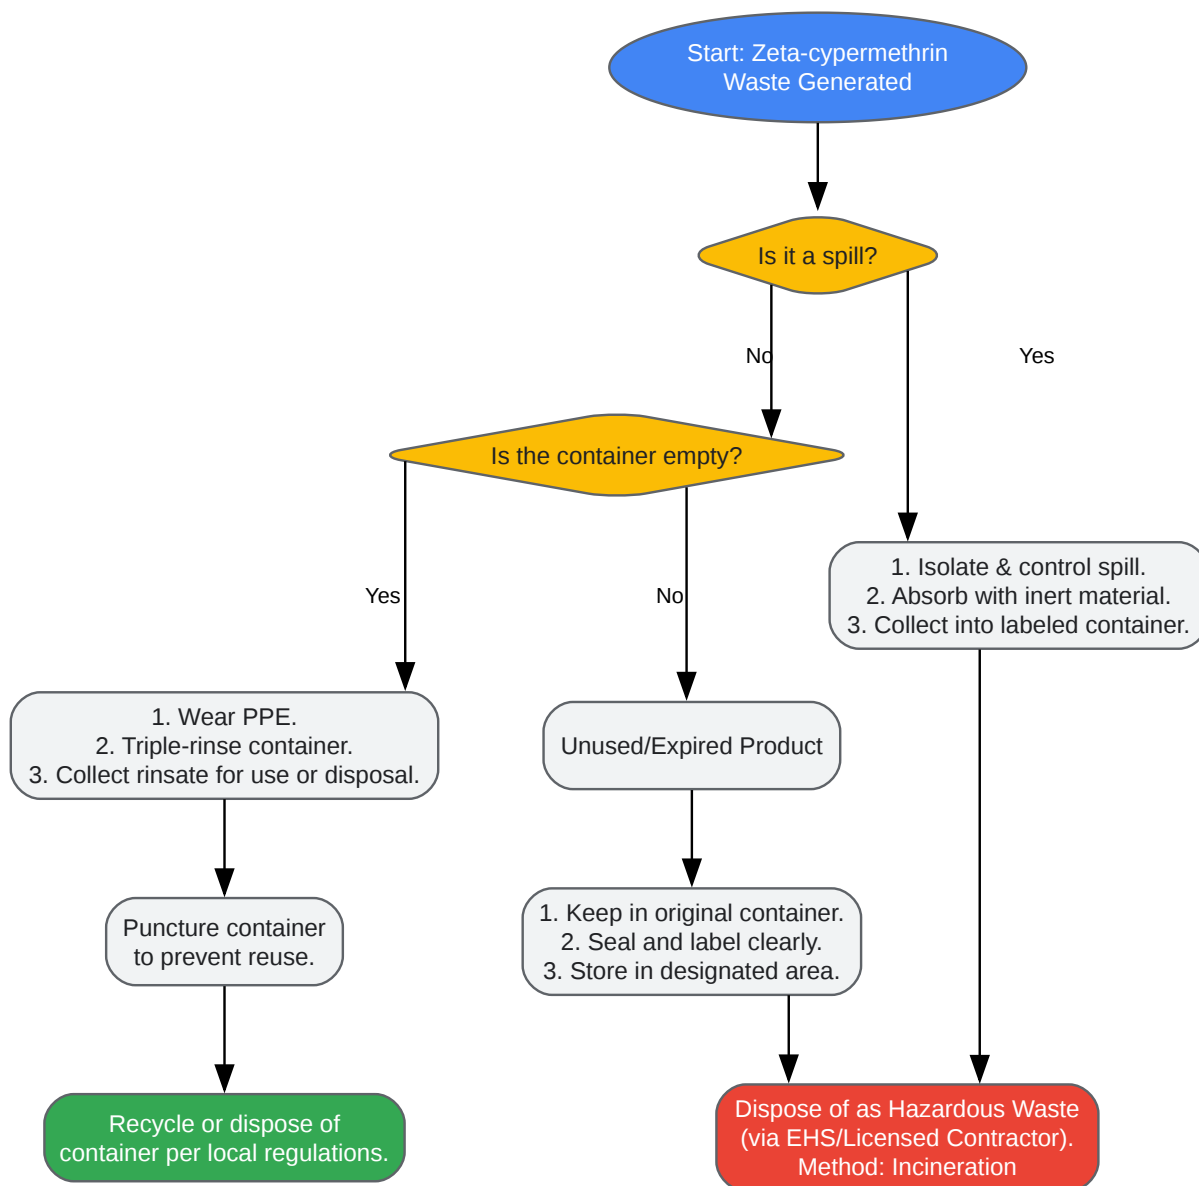 Start: Zeta-cypermethrin
Waste Generated
Is it a spill?
No
Yes
Is the container empty?
Yes
No
1. Isolate & control spill.
2. Absorb with inert material.
3. Collect into labeled container.
1. Wear PPE.
2. Triple-rinse container.
3. Collect rinsate for use or disposal.
Unused/Expired Product
Puncture container
to prevent reuse.
1. Keep in original container.
2. Seal and label clearly.
3. Store in designated area.
Recycle or dispose of
container per local regulations.
Dispose of as Hazardous Waste
(via EHS/Licensed Contractor).
Method: Incineration